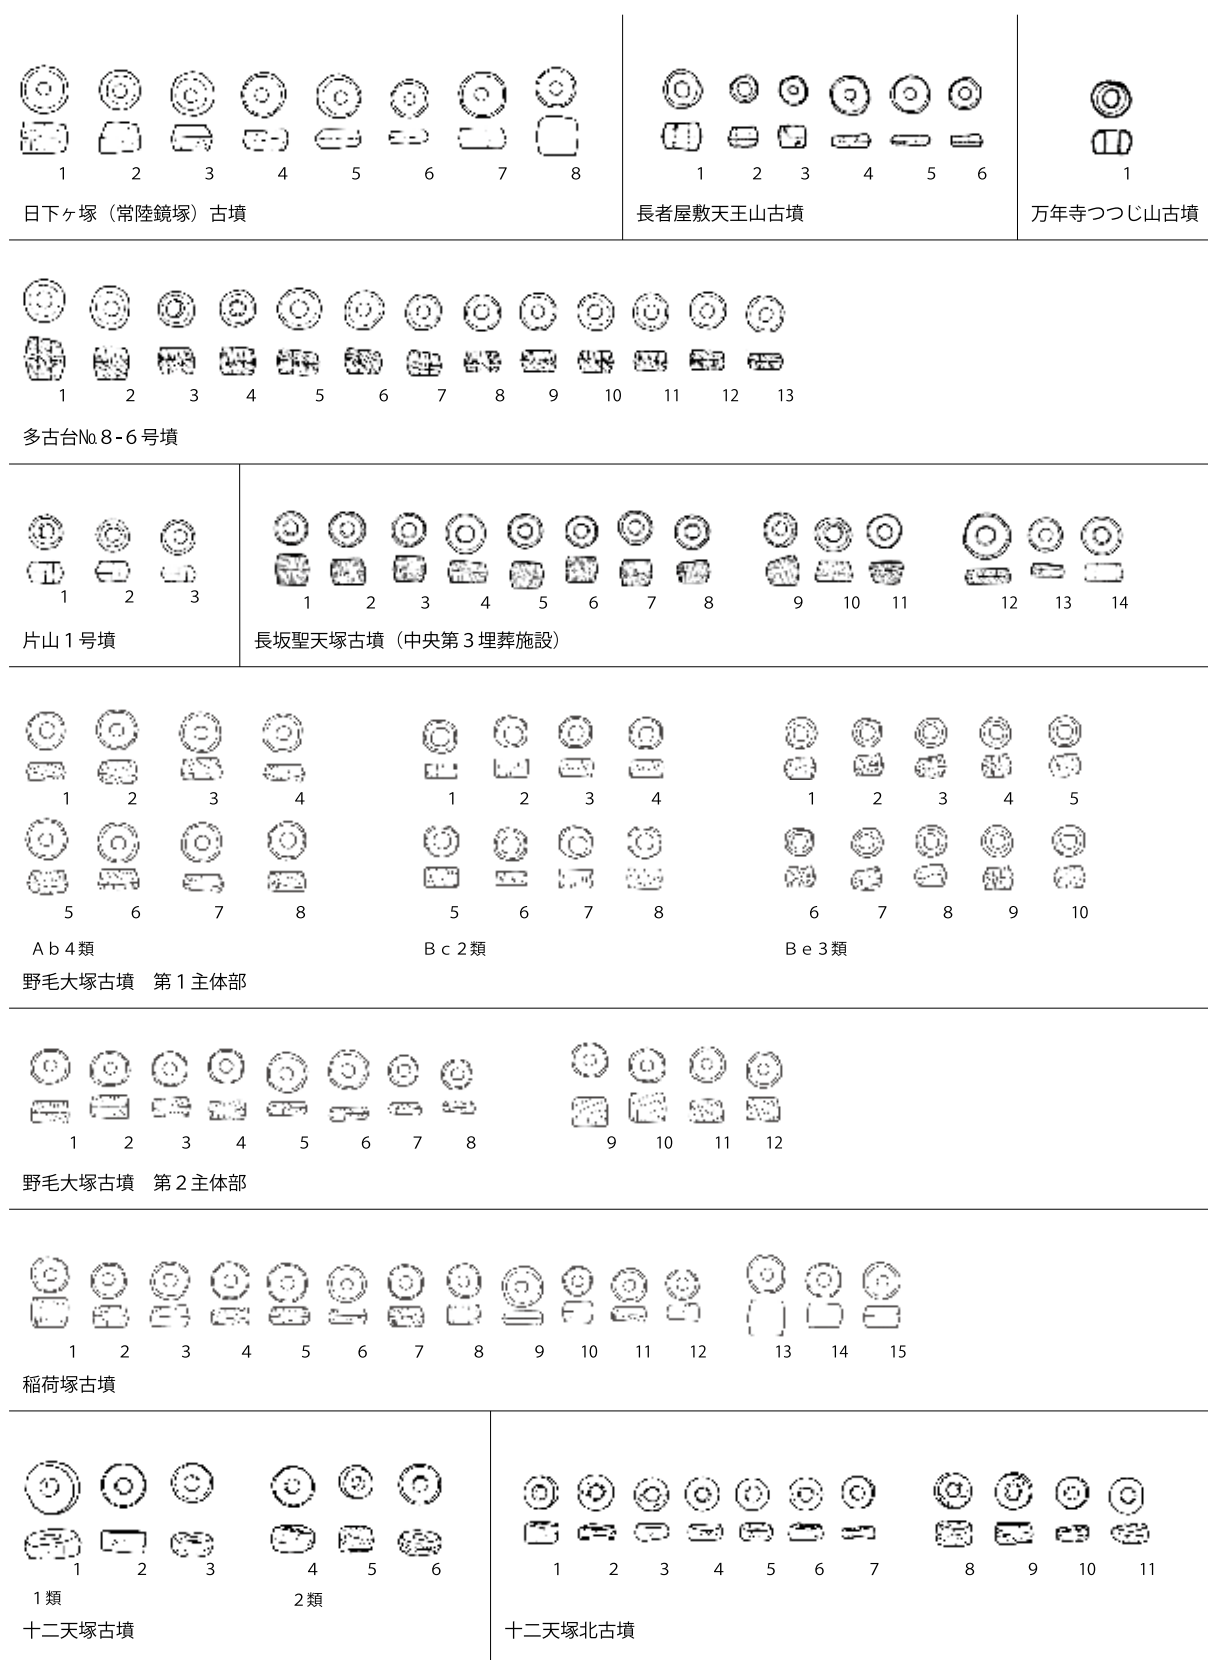 1 2 3 4 5 6 7 8
日下ヶ塚（常陸鏡塚）古墳
1 2 3 4 5 6
長者屋敷天王山古墳
1
万年寺つつじ山古墳
1 2 3 4 5 6 7 8 9 10 11 12 13
多古台№８-６号墳
1 2 3
片山１号墳
1 2 3 4 5 6 7 8 9 10 11 12 13 14
長坂聖天塚古墳（中央第３埋葬施設）
1 2 3 4
5 6 7 8
Ａｂ４類
1 2 3 4
5 6 7 8
Ｂｃ２類
1 2 3 4 5
6 7 8 9 10
Ｂｅ３類
野毛大塚古墳　第１主体部
1 2 3 4 5 6 7 8 9 10 11 12
野毛大塚古墳　第２主体部
1 2 3 4 5 6 7 8 9 10 11 12 13 14 15
稲荷塚古墳
1 2 3 4 5 6
１類 ２類
十二天塚古墳
1 2 3 4 5 6 7 8 9 10 11
十二天塚北古墳